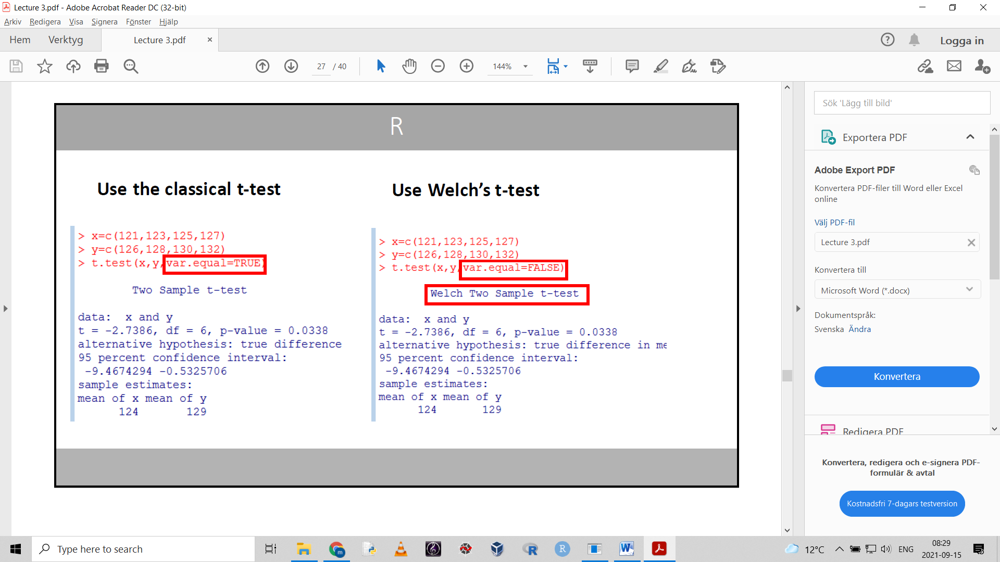 Lecture 3.pdf - Adobe Acrobat Reader DC (32-bit)
Arkiv Redigera Visa Signera Fönster Hjälp
Hem Verktyg Lecture 3.pdf × Logga in
27 / 40 144%
R
Use the classical t-test
> x=c(121,123,125,127)
> y=c(126,128,130,132)
> t.test(x,y,var.equal=TRUE)
Two Sample t-test
data: x and y
t = -2.7386, df = 6, p-value = 0.0338
alternative hypothesis: true difference
95 percent confidence interval:
-9.4674294 -0.5325706
sample estimates:
mean of x mean of y
124 129
Use Welch's t-test
> x=c(121,123,125,127)
> y=c(126,128,130,132)
> t.test(x,y,var.equal=FALSE)
Welch Two Sample t-test
data: x and y
t = -2.7386, df = 6, p-value = 0.0338
alternative hypothesis: true difference in me
95 percent confidence interval:
-9.4674294 -0.5325706
sample estimates:
mean of x mean of y
124 129
Sök 'Lägg till bild'
Exportera PDF
Adobe Export PDF
Konvertera PDF-filer till Word eller Excel
online
Välj PDF-fil
Lecture 3.pdf
Konvertera till
Microsoft Word (*.docx)
Dokumentspråk:
Svenska Ändra
Konvertera
Redigera PDF
Konvertera, redigera och e-signera PDF-
formulär & avtal
Kostnadsfri 7-dagars testversion
Type here to search
12°C ENG
08:29
2021-09-15